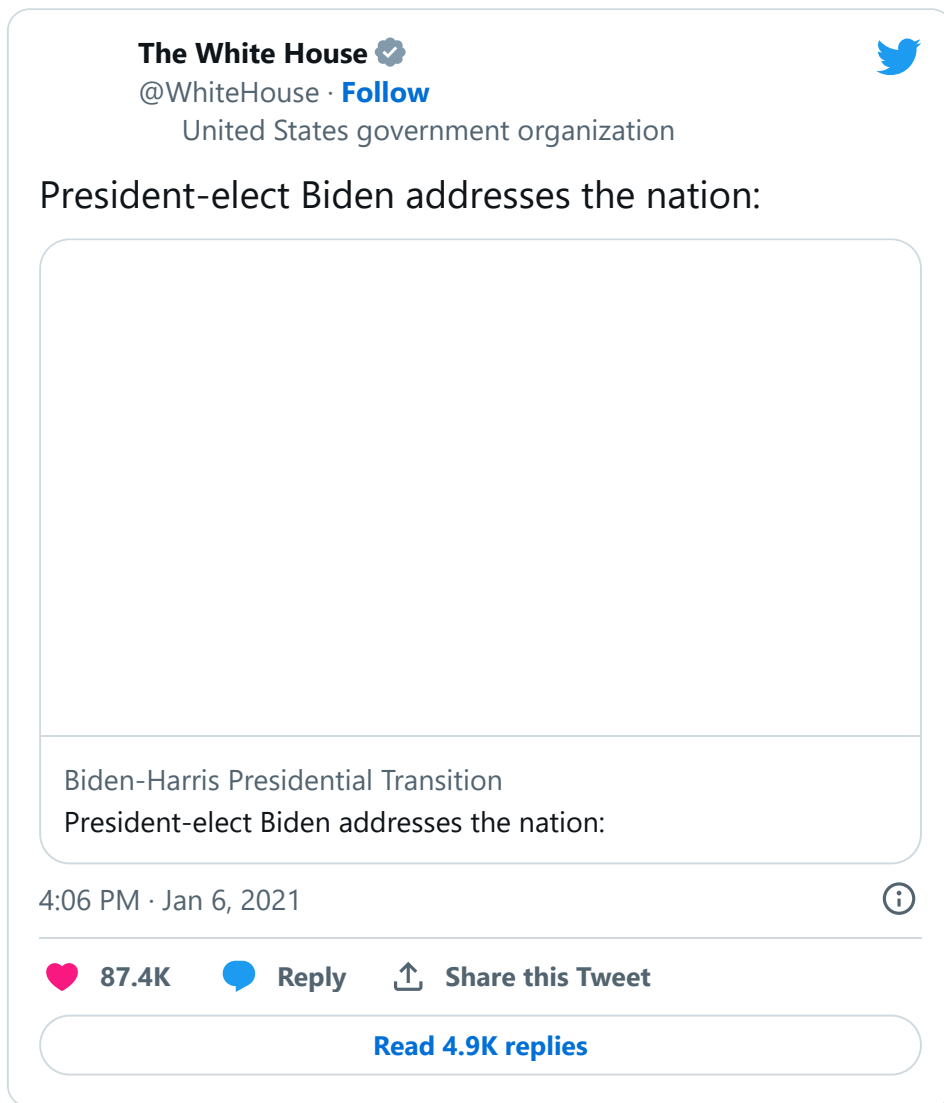 The White House
@WhiteHouse · Follow
United States government organization
President-elect Biden addresses the nation:
Biden-Harris Presidential Transition
President-elect Biden addresses the nation:
4:06 PM · Jan 6, 2021
87.4K Reply Share this Tweet
Read 4.9K replies